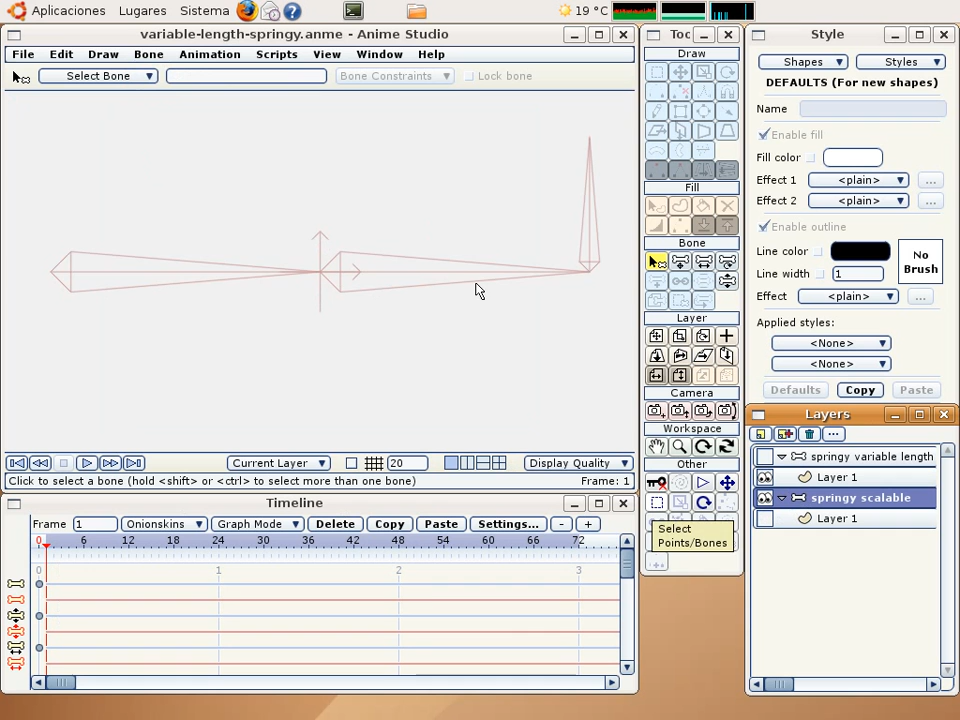 Aplicaciones Lugares Sistema 19 °C
variable-length-springy.anme - Anime Studio
File Edit Draw Bone Animation Scripts View Window Help
Select Bone Bone Constraints Lock bone
Current Layer 20 Display Quality
Click to select a bone (hold <shift> or <ctrl> to select more than one bone) Frame: 1
Timeline
Frame 1 Onionskins Graph Mode Delete Copy Paste Settings... - +
0 6 12 18 24 30 36 42 48 54 60 66 72
0 1 2 3
Toc
Draw
Fill
Bone
Layer
Camera
Workspace
Other
Select
Points/Bones
Style
Shapes Styles
DEFAULTS (For new shapes)
Name
Enable fill
Fill color
Effect 1 <plain> ...
Effect 2 <plain> ...
Enable outline
Line color
No
Brush
Line width 1
Effect <plain> ...
Applied styles:
<None>
<None>
Defaults Copy Paste
Layers
...
springy variable length
Layer 1
springy scalable
Layer 1